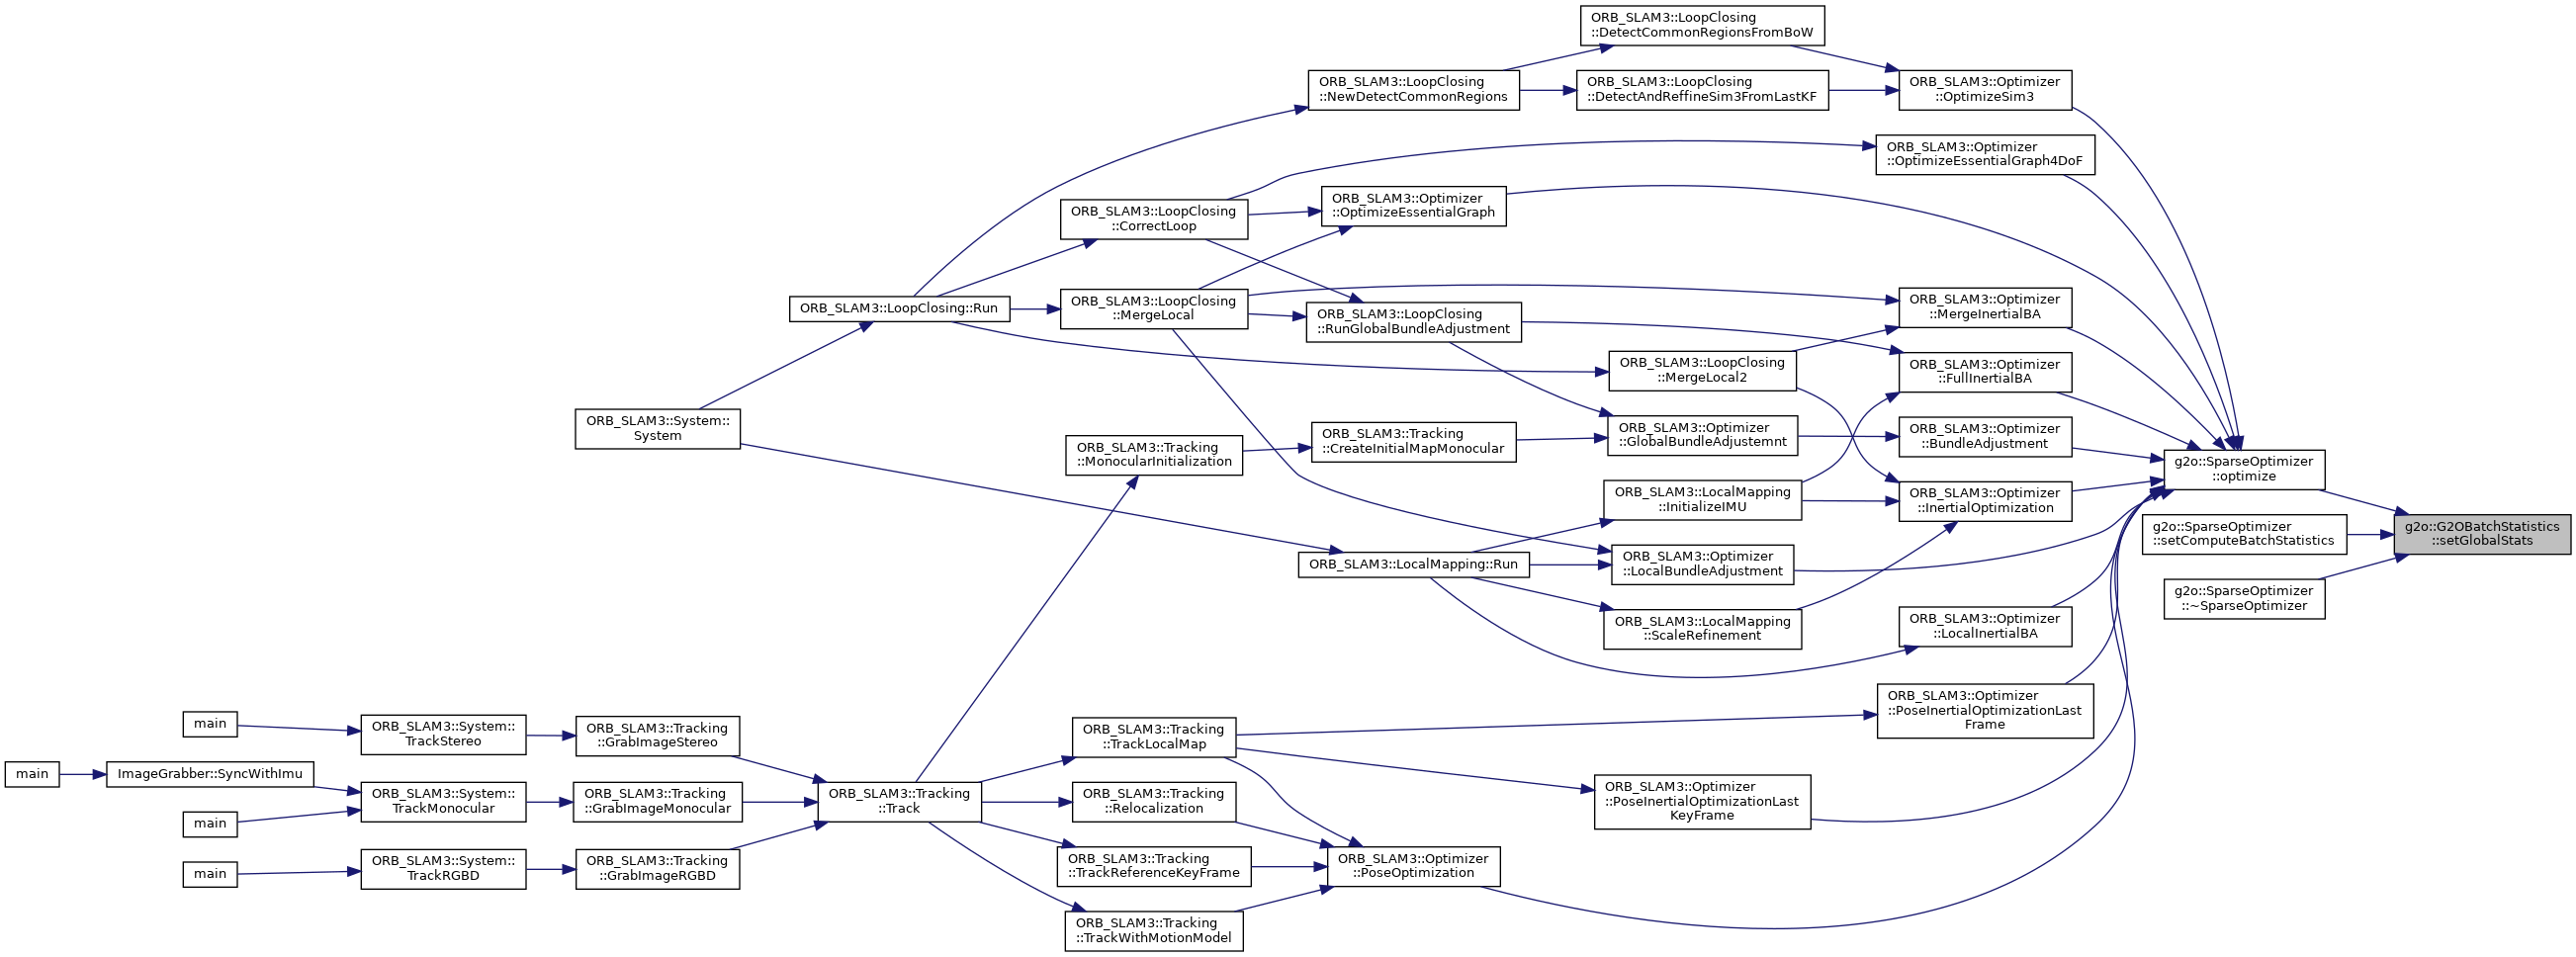 ORB_SLAM3::LoopClosing
::DetectCommonRegionsFromBoW
ORB_SLAM3::LoopClosing
::NewDetectCommonRegions
ORB_SLAM3::LoopClosing
::DetectAndReffineSim3FromLastKF
ORB_SLAM3::Optimizer
::OptimizeSim3
ORB_SLAM3::Optimizer
::OptimizeEssentialGraph4DoF
ORB_SLAM3::LoopClosing
::CorrectLoop
ORB_SLAM3::Optimizer
::OptimizeEssentialGraph
ORB_SLAM3::LoopClosing::Run
ORB_SLAM3::LoopClosing
::MergeLocal
ORB_SLAM3::LoopClosing
::RunGlobalBundleAdjustment
ORB_SLAM3::Optimizer
::MergeInertialBA
ORB_SLAM3::LoopClosing
::MergeLocal2
ORB_SLAM3::Optimizer
::FullInertialBA
ORB_SLAM3::System::
System
ORB_SLAM3::Tracking
::MonocularInitialization
ORB_SLAM3::Tracking
::CreateInitialMapMonocular
ORB_SLAM3::Optimizer
::GlobalBundleAdjustemnt
ORB_SLAM3::Optimizer
::BundleAdjustment
g2o::SparseOptimizer
::optimize
ORB_SLAM3::LocalMapping
::InitializeIMU
ORB_SLAM3::Optimizer
::InertialOptimization
g2o::SparseOptimizer
::setComputeBatchStatistics
g2o::G2OBatchStatistics
::setGlobalStats
ORB_SLAM3::LocalMapping::Run
ORB_SLAM3::Optimizer
::LocalBundleAdjustment
g2o::SparseOptimizer
::~SparseOptimizer
ORB_SLAM3::LocalMapping
::ScaleRefinement
ORB_SLAM3::Optimizer
::LocalInertialBA
ORB_SLAM3::Optimizer
::PoseInertialOptimizationLast
Frame
main
ORB_SLAM3::System::
TrackStereo
ORB_SLAM3::Tracking
::GrabImageStereo
ORB_SLAM3::Tracking
::TrackLocalMap
main
ImageGrabber::SyncWithImu
ORB_SLAM3::System::
TrackMonocular
ORB_SLAM3::Tracking
::GrabImageMonocular
ORB_SLAM3::Tracking
::Track
ORB_SLAM3::Tracking
::Relocalization
ORB_SLAM3::Optimizer
::PoseInertialOptimizationLast
KeyFrame
main
main
ORB_SLAM3::System::
TrackRGBD
ORB_SLAM3::Tracking
::GrabImageRGBD
ORB_SLAM3::Tracking
::TrackReferenceKeyFrame
ORB_SLAM3::Optimizer
::PoseOptimization
ORB_SLAM3::Tracking
::TrackWithMotionModel